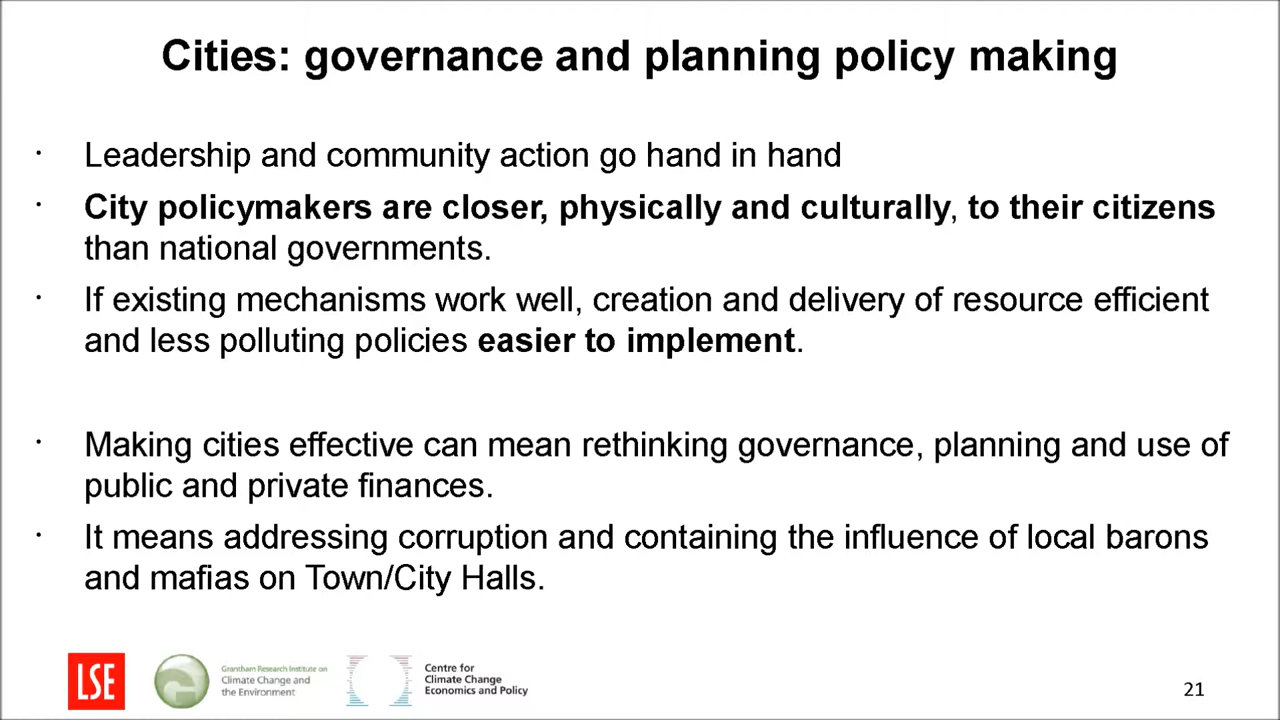 Cities: governance and planning policy making
· Leadership and community action go hand in hand
· City policymakers are closer, physically and culturally, to their citizens
than national governments.
· If existing mechanisms work well, creation and delivery of resource efficient
and less polluting policies easier to implement.
· Making cities effective can mean rethinking governance, planning and use of
public and private finances.
· It means addressing corruption and containing the influence of local barons
and mafias on Town/City Halls.
LSE
Grantham Research Institute on
Climate Change and
the Environment
Centre for
Climate Change
Economics and Policy
21